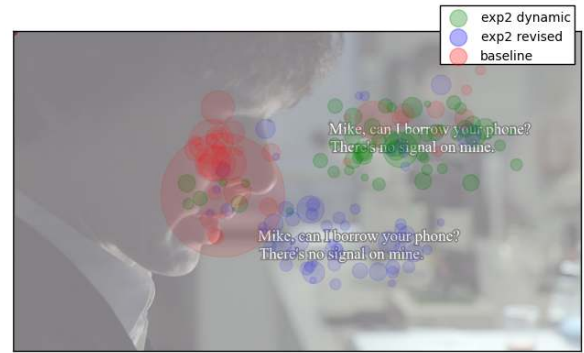 exp2 dynamic
exp2 revised
baseline
Mike, can I borrow your phone?
There's no signal on mine.
Mike, can I borrow your phone?
There's no signal on mine.